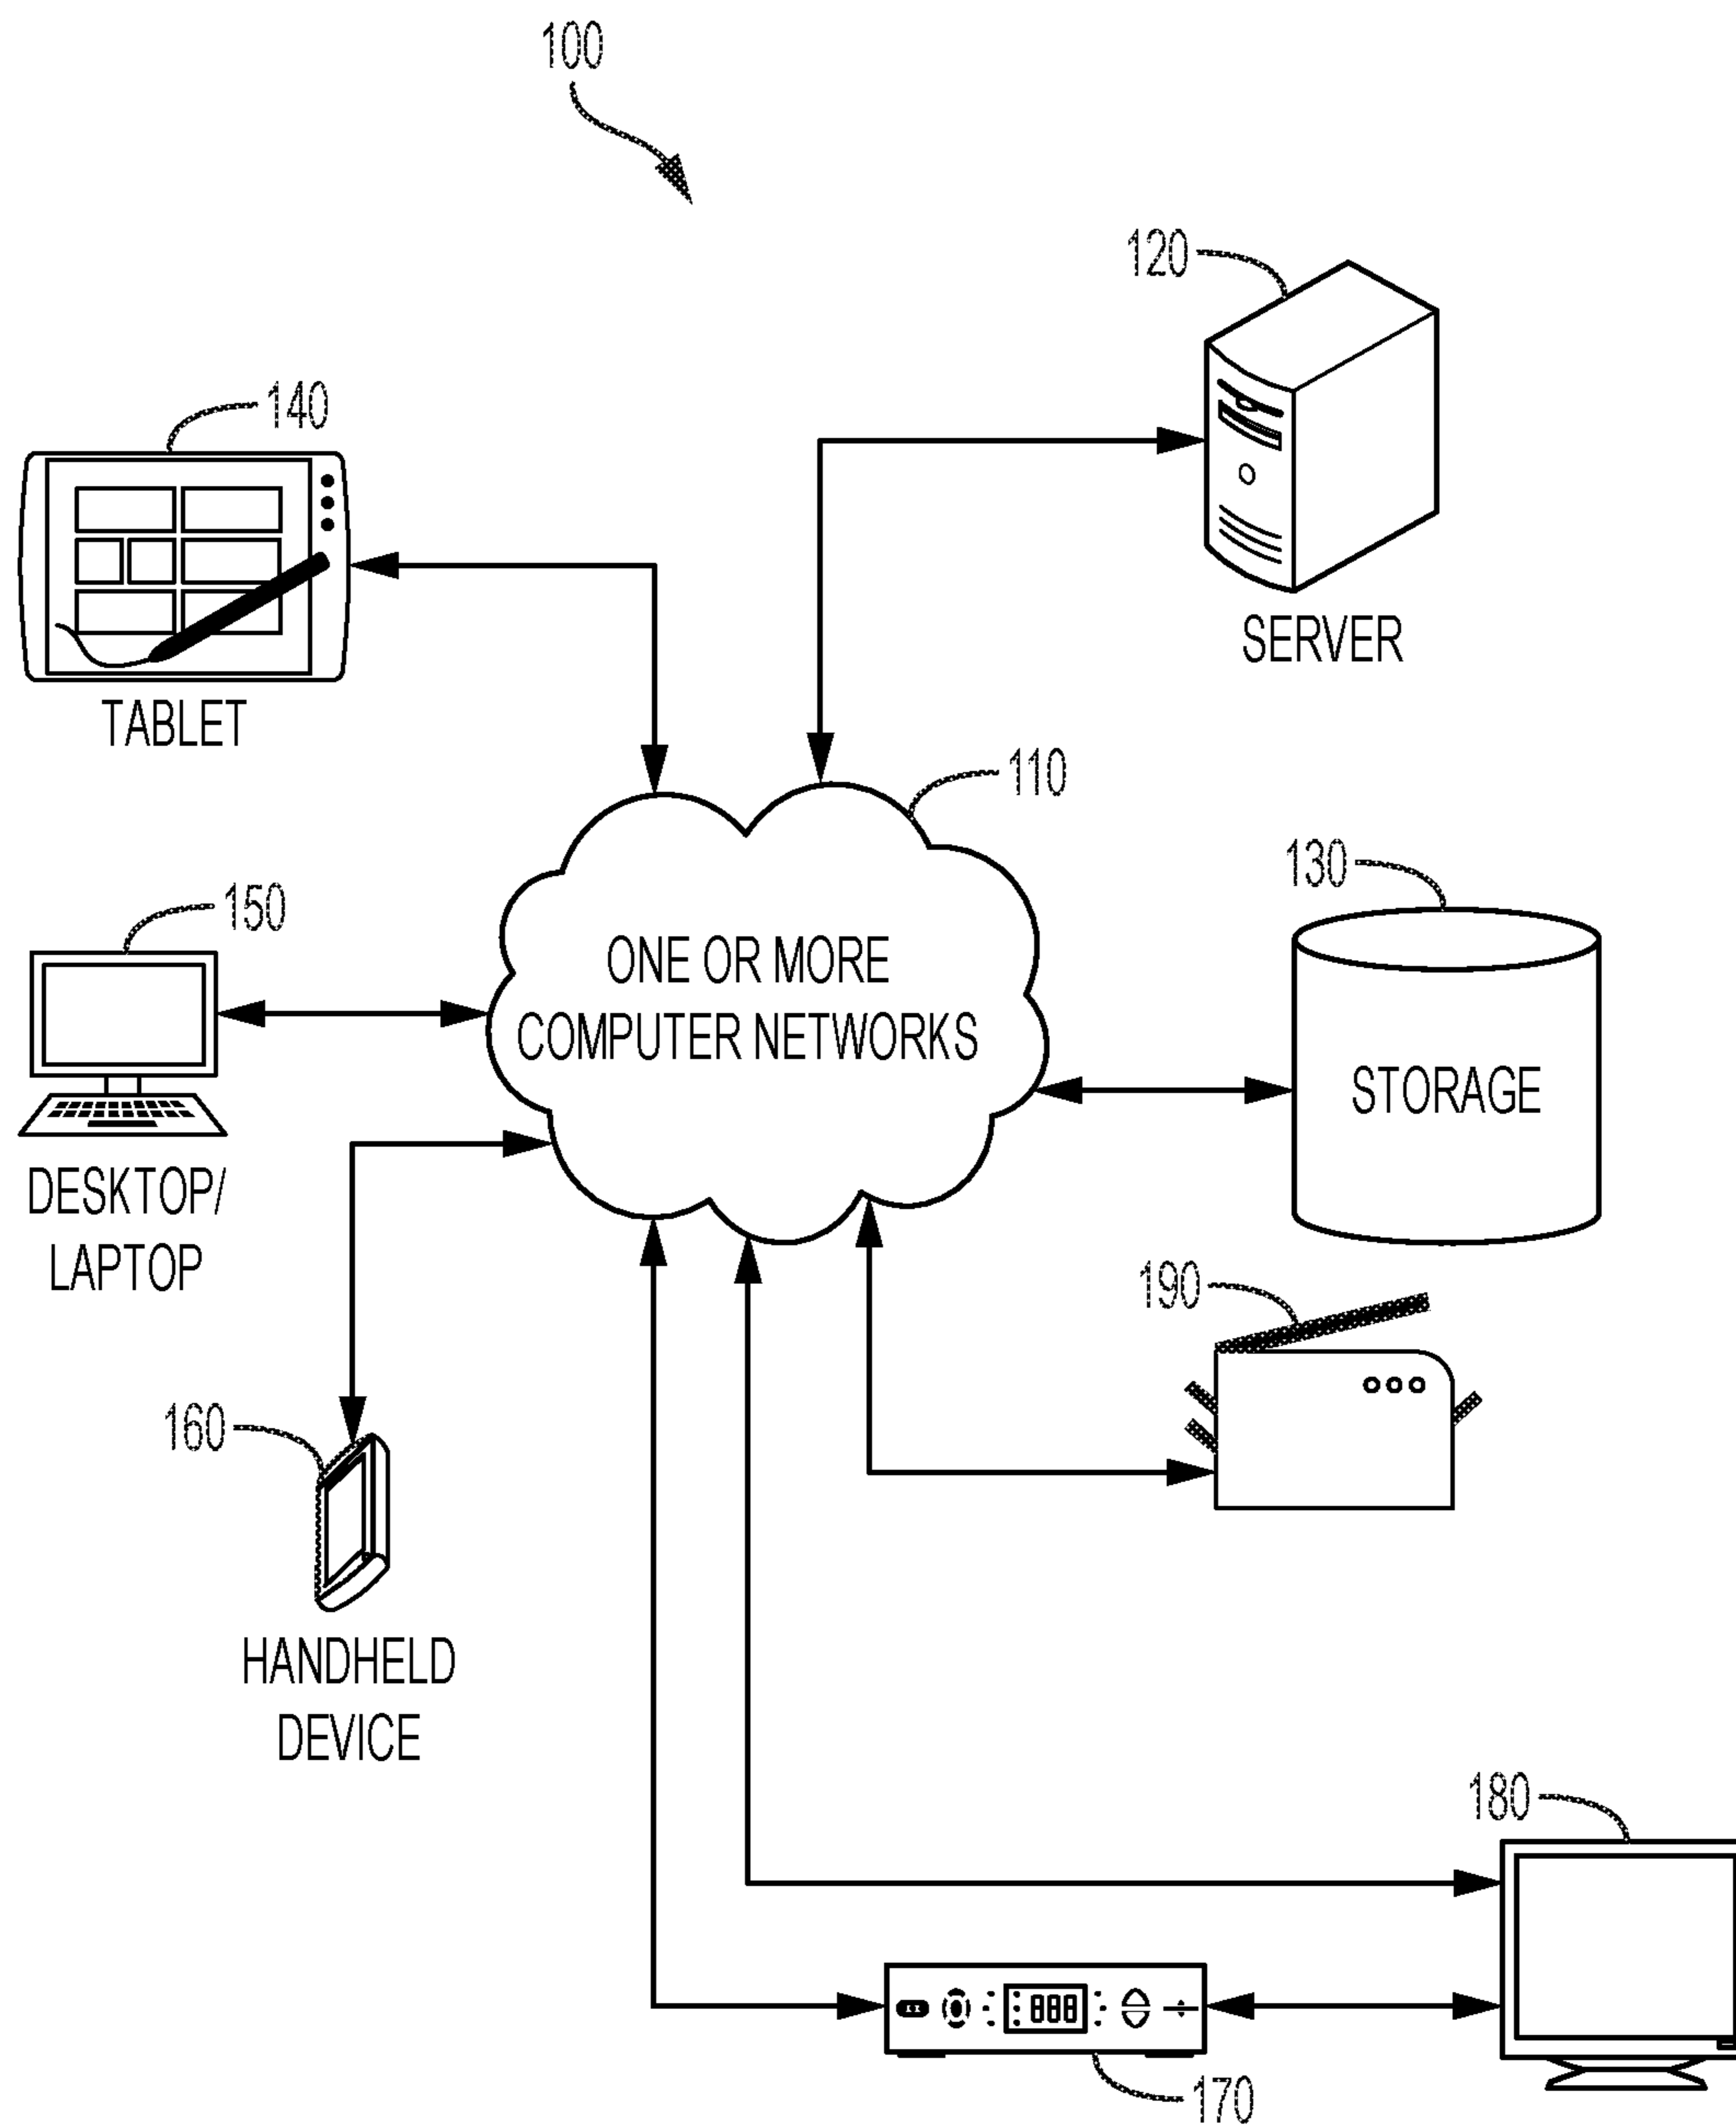 100
120
SERVER
140
TABLET
110
ONE OR MORE
COMPUTER NETWORKS
130
STORAGE
150
DESKTOP/
LAPTOP
190
160
HANDHELD
DEVICE
180
888
170